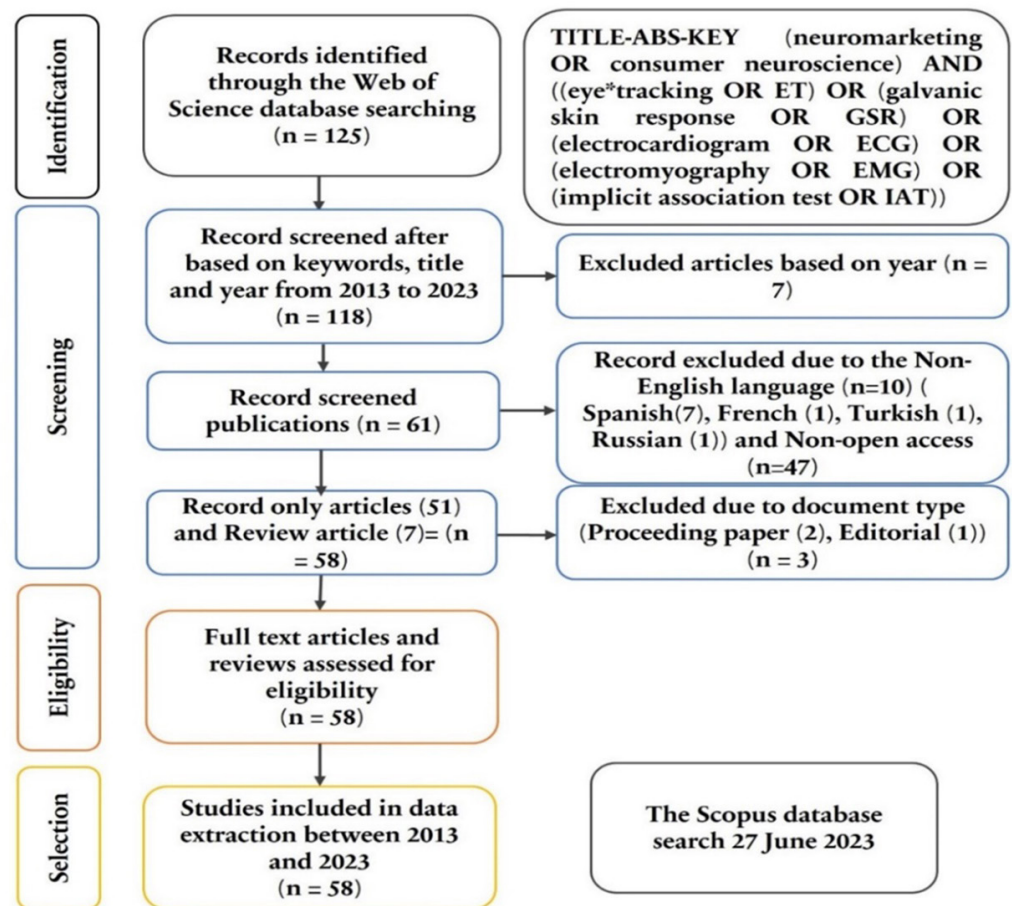 Identification
Records identified
through the Web of
Science database searching
(n = 125)
TITLE-ABS-KEY (neuromarketing
OR consumer neuroscience) AND
((eye*tracking OR ET) OR (galvanic
skin response OR GSR) OR
(electrocardiogram OR ECG) OR
(electromyography OR EMG) OR
(implicit association test OR IAT))
Screening
Record screened after
based on keywords, title
and year from 2013 to 2023
(n = 118)
Excluded articles based on year (n =
7)
Record screened
publications (n = 61)
Record excluded due to the Non-
English language (n=10) (
Spanish(7), French (1), Turkish (1),
Russian (1)) and Non-open access
(n=47)
Record only articles (51)
and Review article (7)= (n
= 58)
Excluded due to document type
(Proceeding paper (2), Editorial (1))
(n = 3)
Eligibility
Full text articles and
reviews assessed for
eligibility
(n = 58)
Selection
Studies included in data
extraction between 2013
and 2023
(n = 58)
The Scopus database
search 27 June 2023